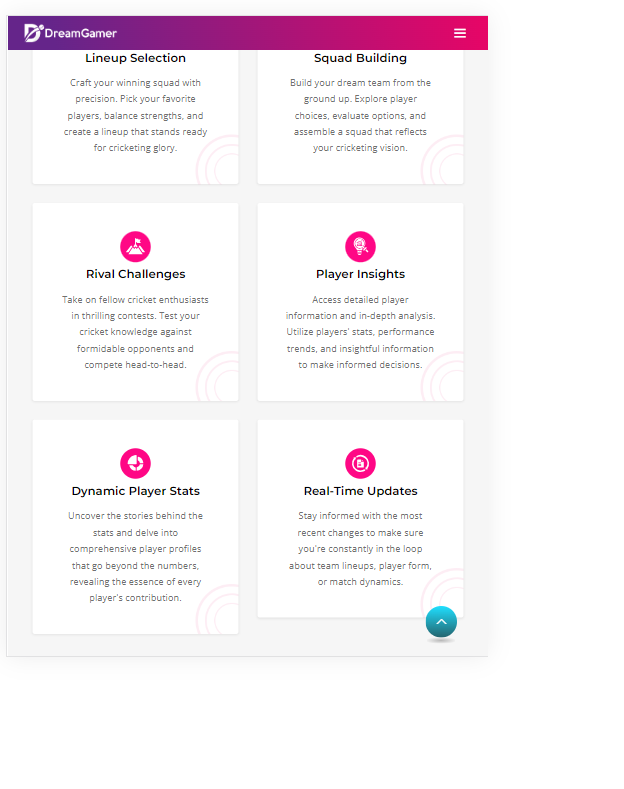 DreamGamer
Lineup Selection
Craft your winning squad with
precision. Pick your favorite
players, balance strengths, and
create a lineup that stands ready
for cricketing glory.
Squad Building
Build your dream team from the
ground up. Explore player
choices, evaluate options, and
assemble a squad that reflects
your cricketing vision.
Rival Challenges
Take on fellow cricket enthusiasts
in thrilling contests. Test your
cricket knowledge against
formidable opponents and
compete head-to-head.
Player Insights
Access detailed player
information and in-depth analysis.
Utilize players' stats, performance
trends, and insightful information
to make informed decisions.
Dynamic Player Stats
Uncover the stories behind the
stats and delve into
comprehensive player profiles
that go beyond the numbers,
revealing the essence of every
player's contribution.
Real-Time Updates
Stay informed with the most
recent changes to make sure
you're constantly in the loop
about team lineups, player form,
or match dynamics.